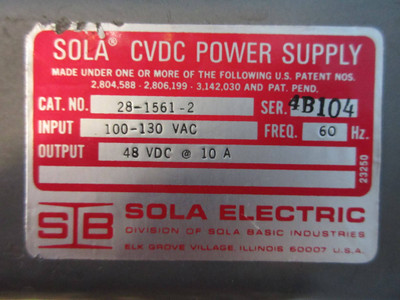 SOLA® CVDC POWER SUPPLY
MADE UNDER ONE OR MORE OF THE FOLLOWING U.S. PATENT NOS.
2,804,588 - 2,806,199 - 3,142,030 AND PAT. PEND.
CAT. NO. 28-1561-2 SER. 4B104
INPUT 100-130 VAC FREQ. 60 Hz.
OUTPUT 48 VDC @ 10 A
23250
SB SOLA ELECTRIC
DIVISION OF SOLA BASIC INDUSTRIES
ELK GROVE VILLAGE, ILLINOIS 60007 U.S.A.